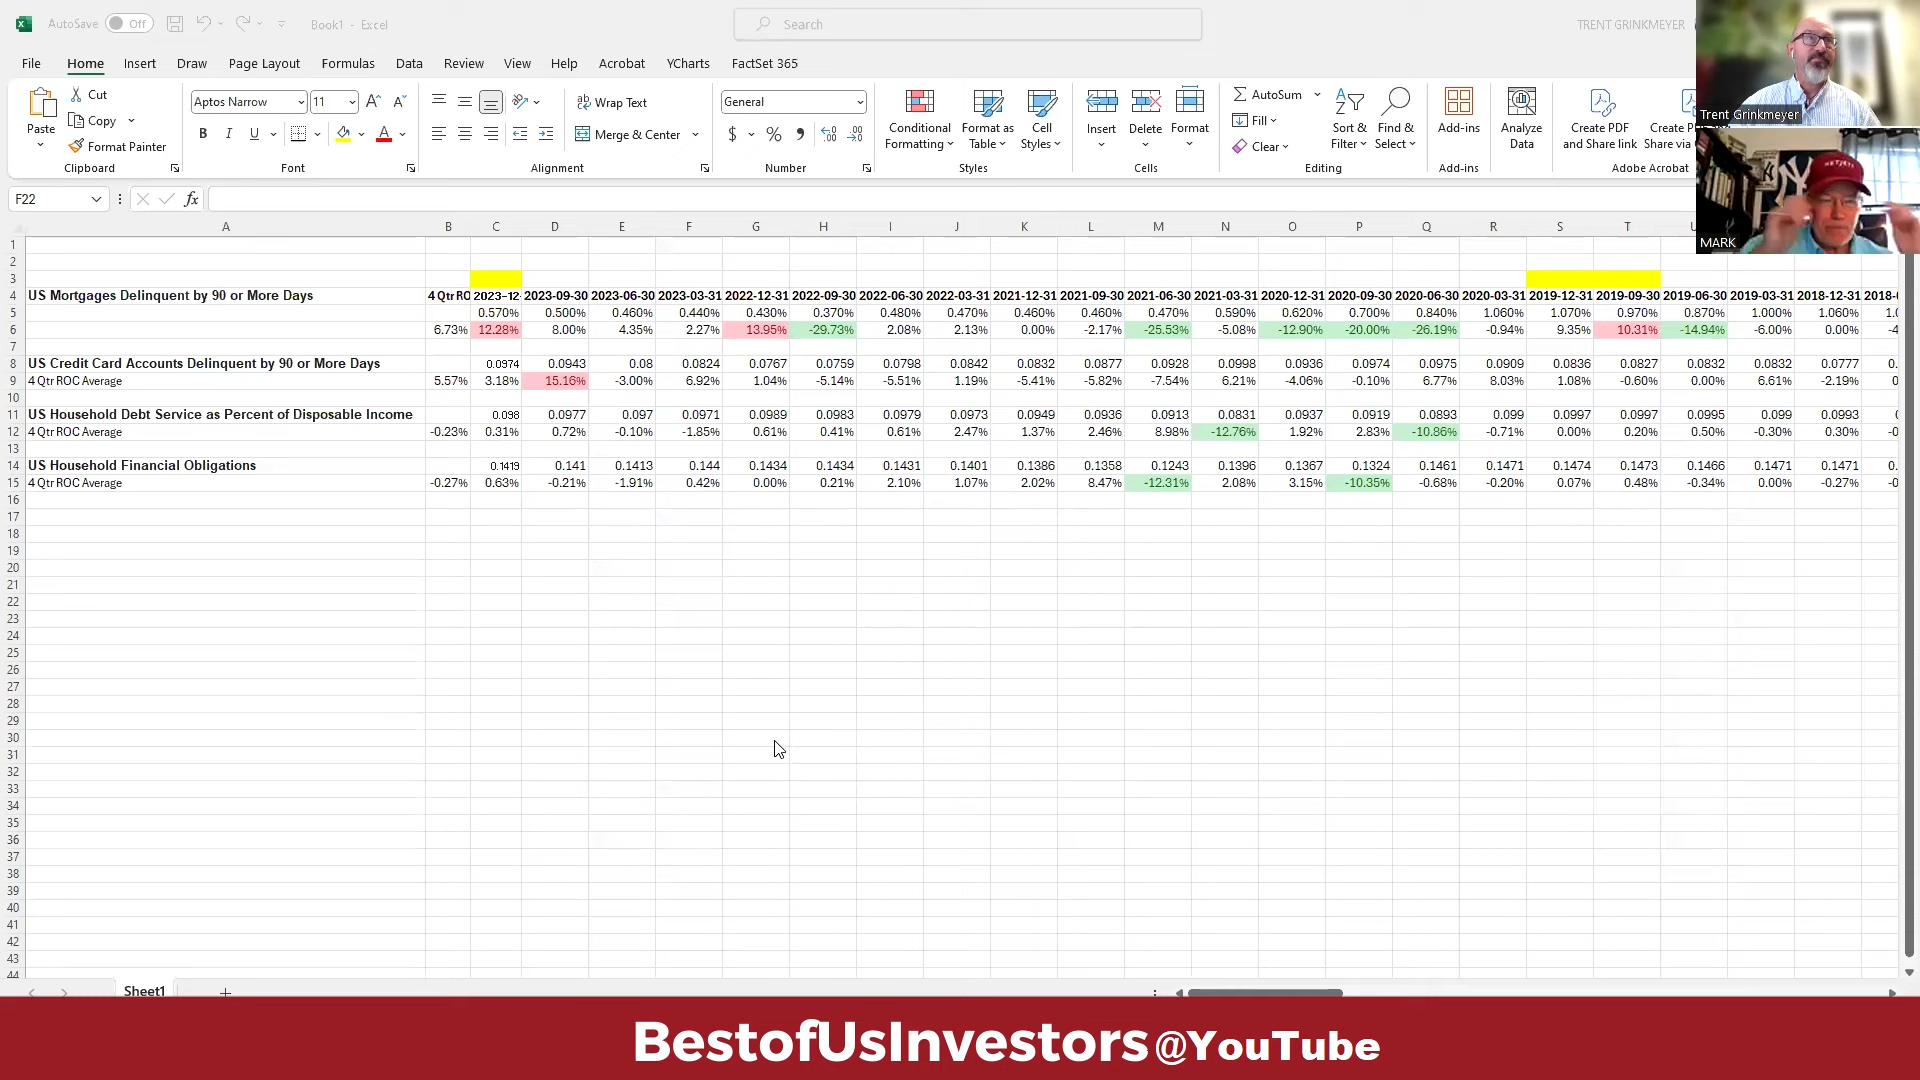 AutoSave Off Book1 - Excel Search TRENT GRINKMEYER
File Home Insert Draw Page Layout Formulas Data Review View Help Acrobat YCharts FactSet 365
Paste Cut Copy Format Painter Clipboard
Aptos Narrow 11 B I U A Font
Wrap Text Merge & Center Alignment
General $ % Number
Conditional Formatting Format as Table Cell Styles Styles
Insert Delete Format Cells
AutoSum Fill Clear Sort & Filter Find & Select Editing
Add-ins Add-ins
Analyze Data
Create PDF and Share link Share via Adobe Acrobat
Trent Grinkmeyer
MARK
F22 fx
A B C D E F G H I J K L M N O P Q R S T
1
2
3
4 US Mortgages Delinquent by 90 or More Days 4 Qtr RO 2023-12- 2023-09-30 2023-06-30 2023-03-31 2022-12-31 2022-09-30 2022-06-30 2022-03-31 2021-12-31 2021-09-30 2021-06-30 2021-03-31 2020-12-31 2020-09-30 2020-06-30 2020-03-31 2019-12-31 2019-09-30 2019-06-30 2019-03-31 2018-12-31 2018-
5 0.570% 0.500% 0.460% 0.440% 0.430% 0.370% 0.480% 0.470% 0.460% 0.460% 0.470% 0.590% 0.620% 0.700% 0.840% 1.060% 1.070% 0.970% 0.870% 1.000% 1.060%
6 6.73% 12.28% 8.00% 4.35% 2.27% 13.95% -29.73% 2.08% 2.13% 0.00% -2.17% -25.53% -5.08% -12.90% -20.00% -26.19% -0.94% 9.35% 10.31% -14.94% -6.00% 0.00%
7
8 US Credit Card Accounts Delinquent by 90 or More Days 0.0974 0.0943 0.08 0.0824 0.0767 0.0759 0.0798 0.0842 0.0832 0.0877 0.0928 0.0998 0.0936 0.0974 0.0975 0.0909 0.0836 0.0827 0.0832 0.0832 0.0777
9 4 Qtr ROC Average 5.57% 3.18% 15.16% -3.00% 6.92% 1.04% -5.14% -5.51% 1.19% -5.41% -5.82% -7.54% 6.21% -4.06% -0.10% 6.77% 8.03% 1.08% -0.60% 0.00% 6.61% -2.19%
10
11 US Household Debt Service as Percent of Disposable Income 0.098 0.0977 0.097 0.0971 0.0989 0.0983 0.0979 0.0973 0.0949 0.0936 0.0913 0.0831 0.0937 0.0919 0.0893 0.099 0.0997 0.0997 0.0995 0.099 0.0993
12 4 Qtr ROC Average -0.23% 0.31% 0.72% -0.10% -1.85% 0.61% 0.41% 0.61% 2.47% 1.37% 2.46% 8.98% -12.76% 1.92% 2.83% -10.86% -0.71% 0.00% 0.20% 0.50% -0.30% 0.30%
13
14 US Household Financial Obligations 0.1419 0.141 0.1413 0.144 0.1434 0.1434 0.1431 0.1401 0.1386 0.1358 0.1243 0.1396 0.1367 0.1324 0.1461 0.1471 0.1474 0.1473 0.1466 0.1471 0.1471
15 4 Qtr ROC Average -0.27% 0.63% -0.21% -1.91% 0.42% 0.00% 0.21% 2.10% 1.07% 2.02% 8.47% -12.31% 2.08% 3.15% -10.35% -0.68% -0.20% 0.07% 0.48% -0.34% 0.00% -0.27%
16
17
18
19
20
21
22
23
24
25
26
27
28
29
30
31
32
33
34
35
36
37
38
39
40
41
42
43
44
Sheet1
BestofUsInvestors @YouTube